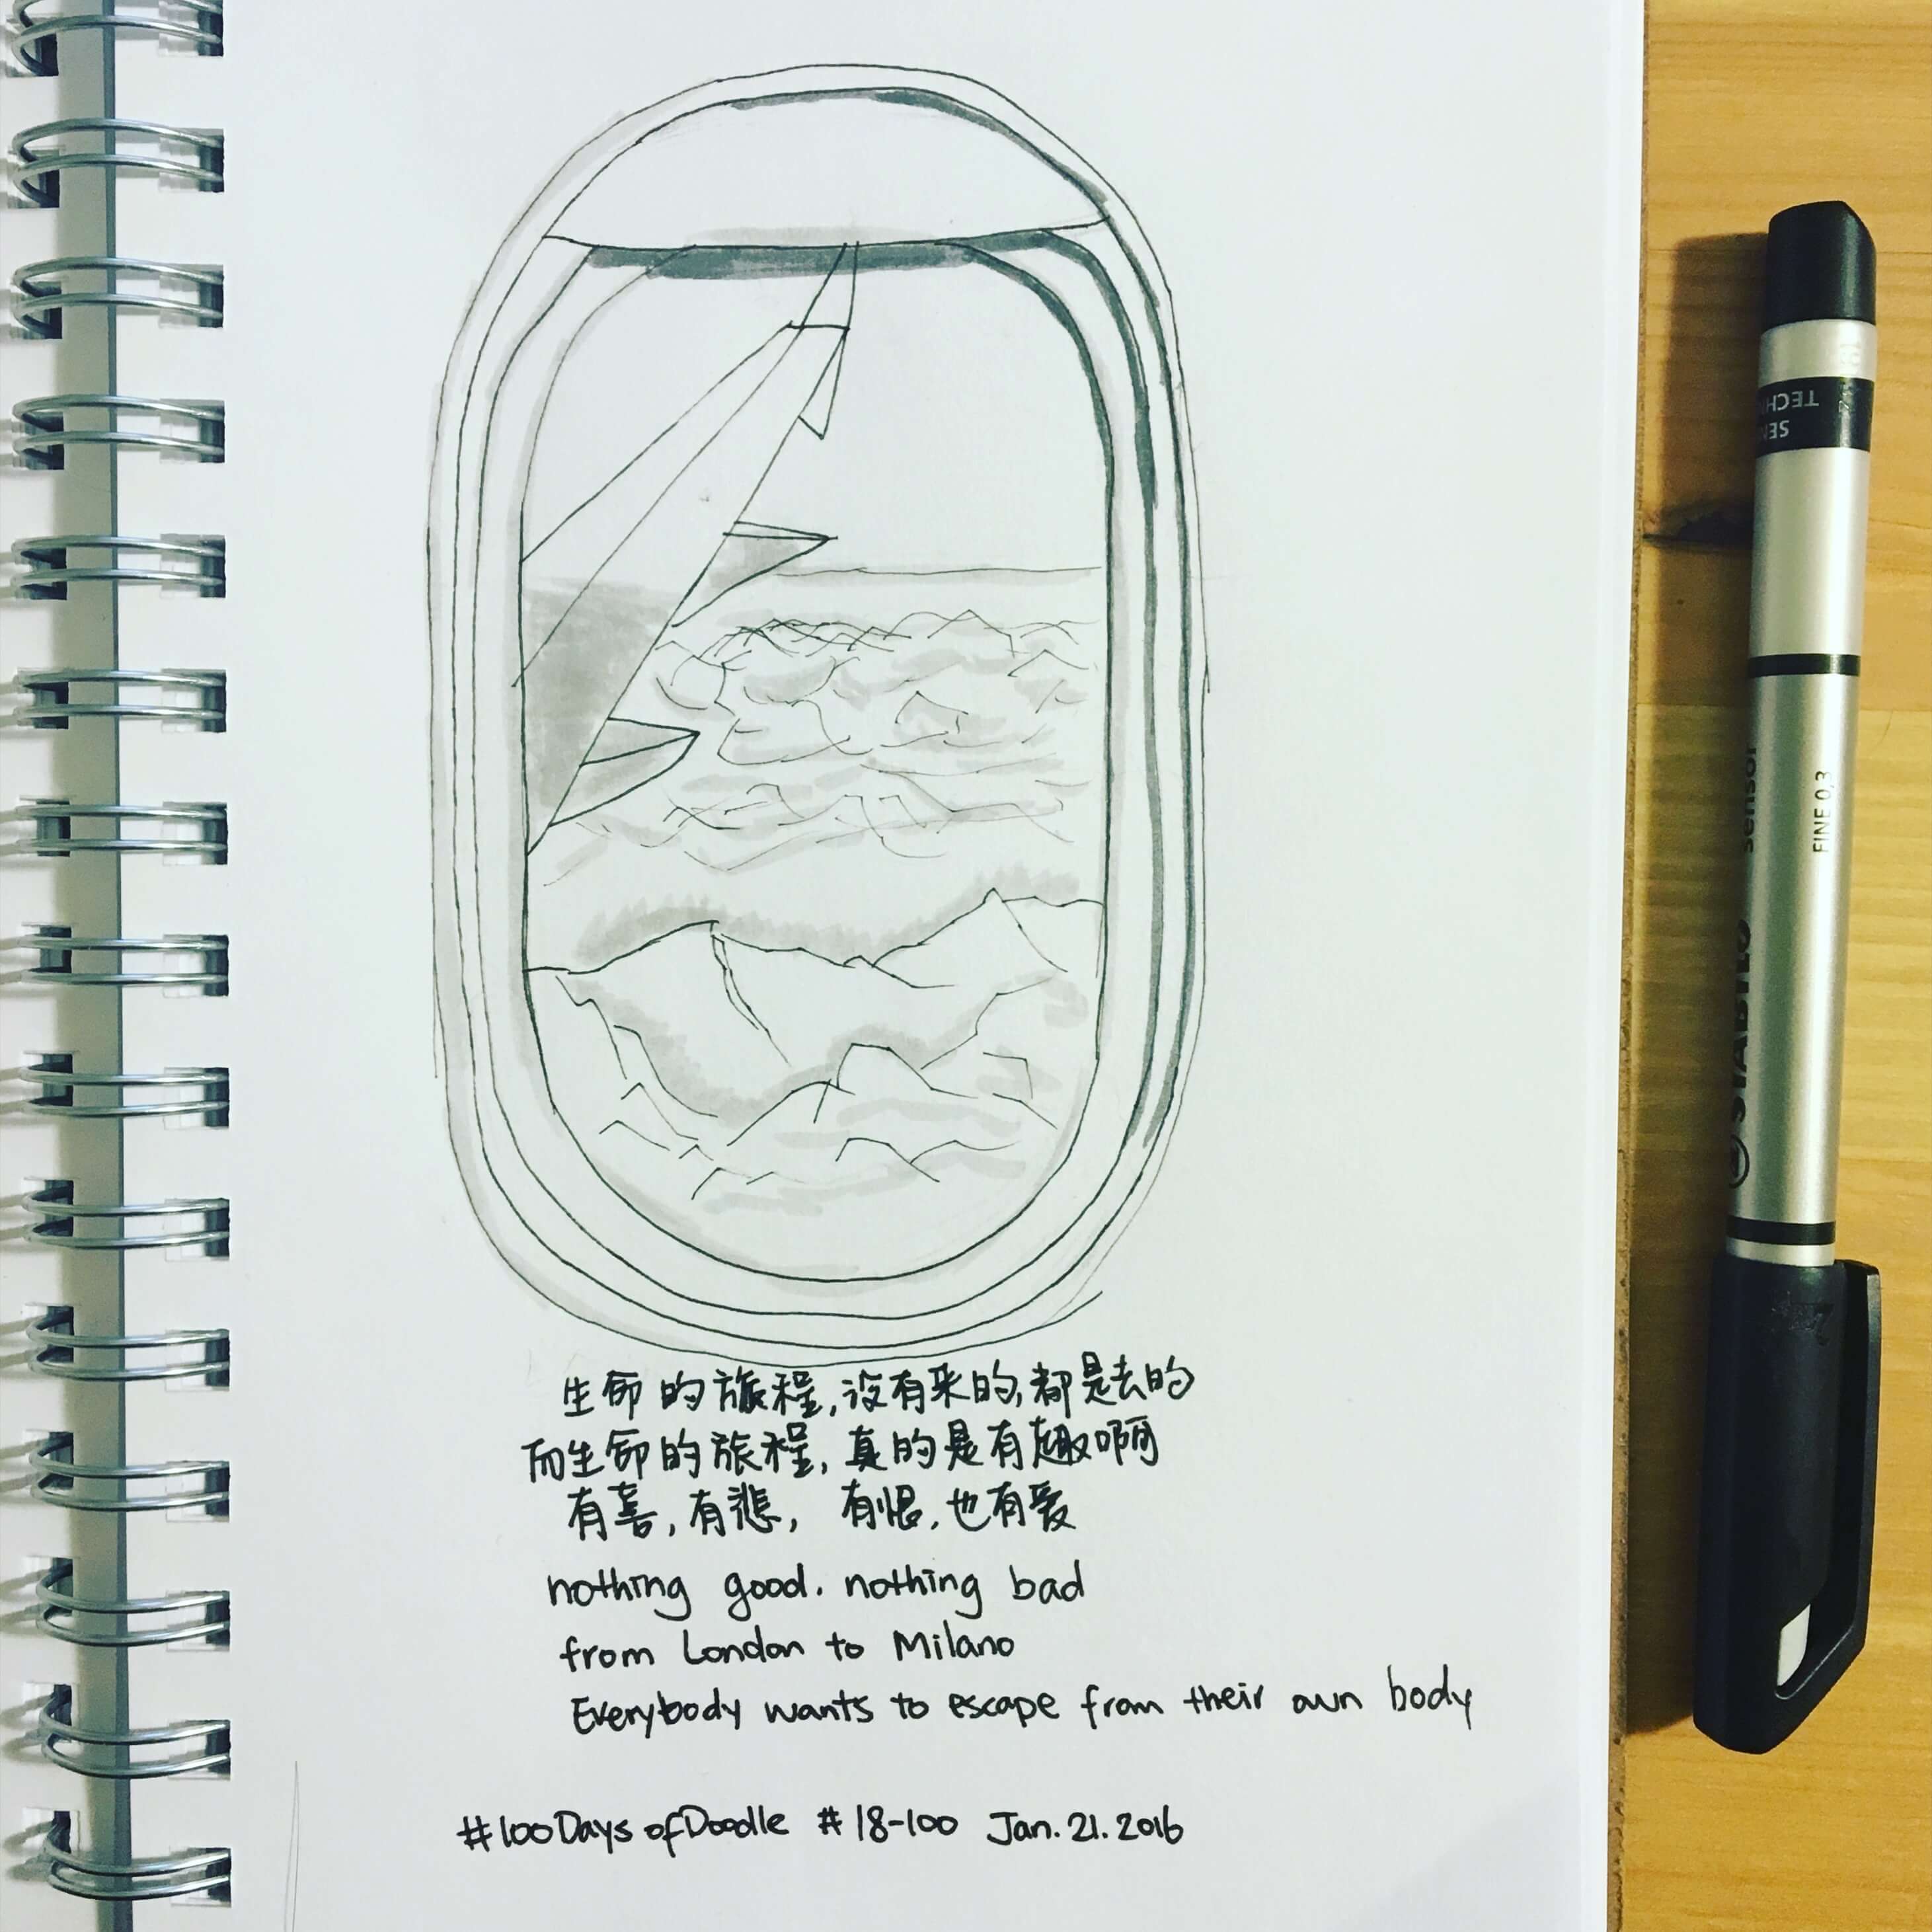 生命的旅程,没有来的,都是去的
而生命的旅程,真的是有趣啊
有喜,有悲, 有恨,也有爱
nothing good. nothing bad
from London to Milano
Everybody wants to escape from their own body
#100DaysofDoodle #18-100 Jan.21.2016
TECHN
SEN
FINE 0,3
sensor
STABILO